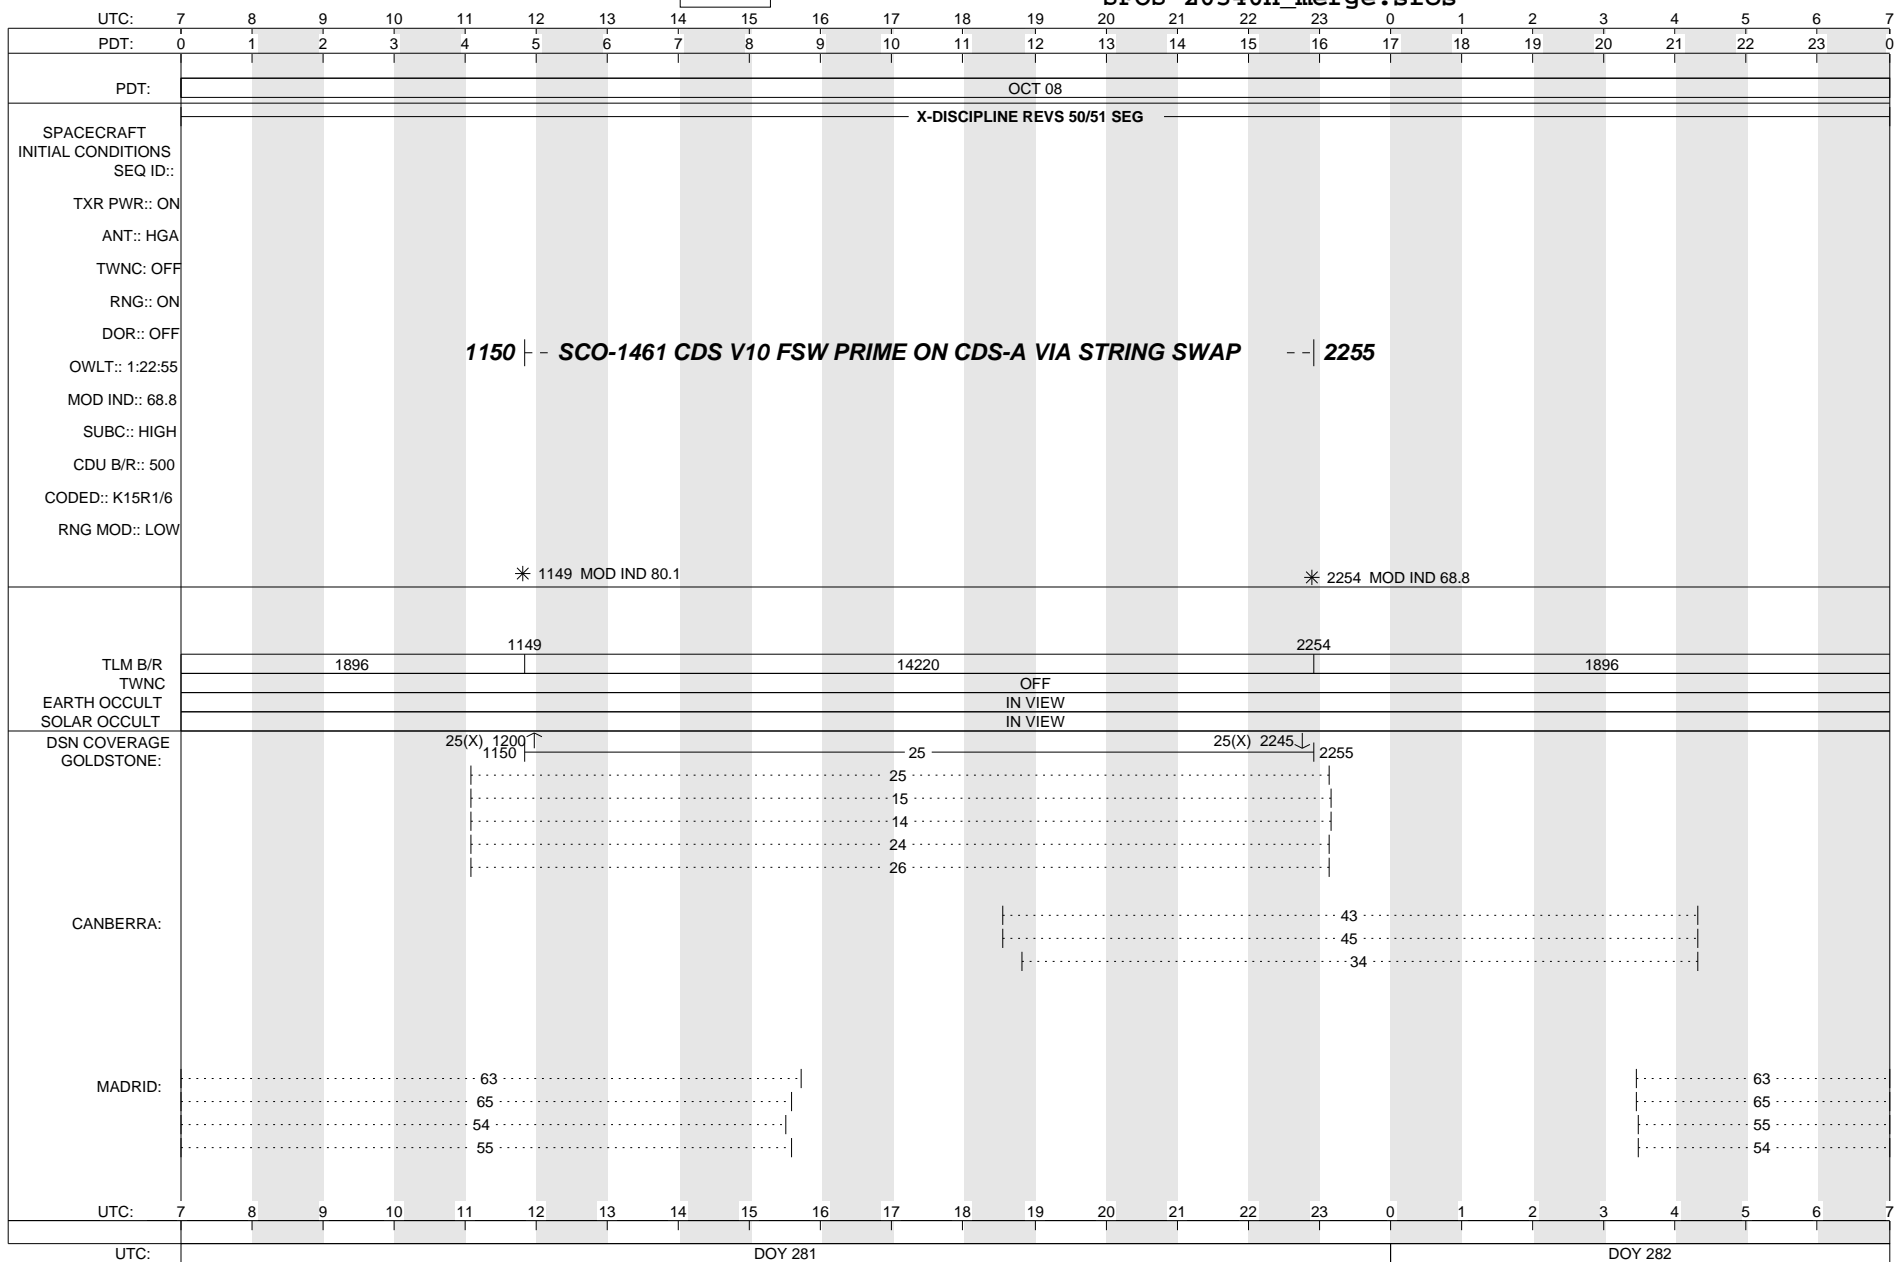 UTC: 7 8 9 10 11 12 13 14 15 16 17 18 19 20 21 22 23 0 1 2 3 4 5 6 7
PDT: 0 1 2 3 4 5 6 7 8 9 10 11 12 13 14 15 16 17 18 19 20 21 22 23 0
PDT: OCT 08
X-DISCIPLINE REVS 50/51 SEG
SPACECRAFT
INITIAL CONDITIONS
SEQ ID::
TXR PWR:: ON
ANT:: HGA
TWNC: OFF
RNG:: ON
DOR:: OFF
1150 SCO-1461 CDS V10 FSW PRIME ON CDS-A VIA STRING SWAP 2255
OWLT:: 1:22:55
MOD IND:: 68.8
SUBC:: HIGH
CDU B/R:: 500
CODED:: K15R1/6
RNG MOD:: LOW
1149 MOD IND 80.1
2254 MOD IND 68.8
1149 2254
TLM B/R 1896 14220 1896
TWNC OFF
EARTH OCCULT IN VIEW
SOLAR OCCULT IN VIEW
DSN COVERAGE 25(X) 1200 25(X) 2245
GOLDSTONE: 1150 25 2255
25
15
14
24
26
CANBERRA: 43
45
34
MADRID: 63 63
65 65
54 55
55 54
UTC: 7 8 9 10 11 12 13 14 15 16 17 18 19 20 21 22 23 0 1 2 3 4 5 6 7
UTC: DOY 281 DOY 282